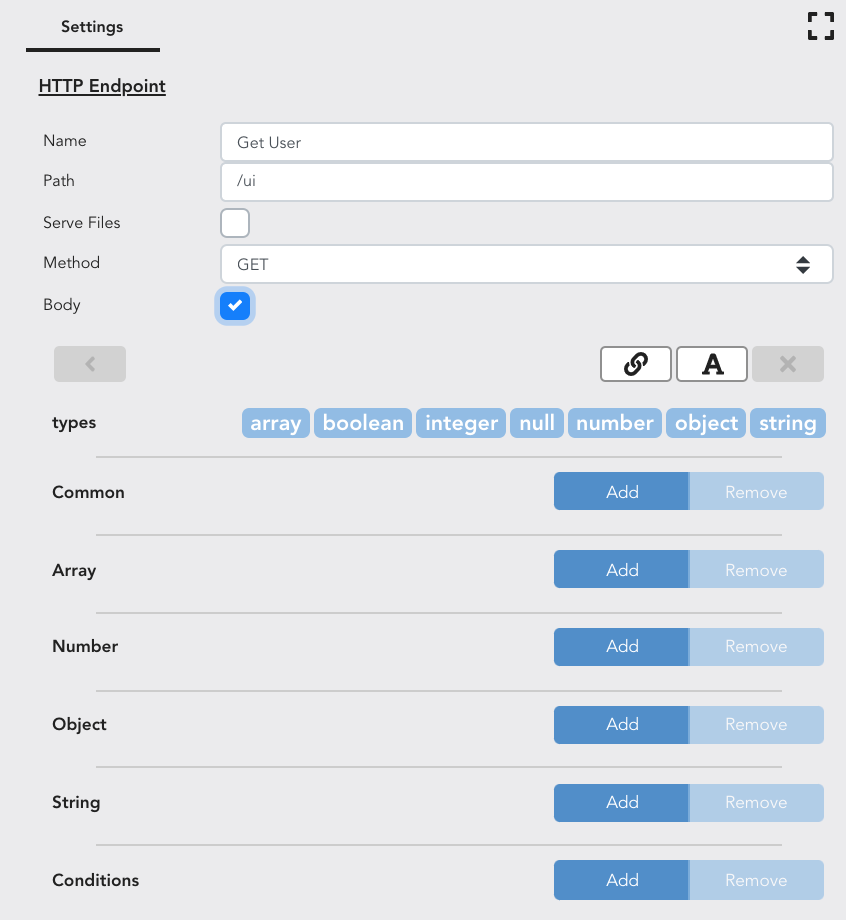 Settings
HTTP Endpoint
Name Get User
Path /ui
Serve Files
Method GET
Body
A
types array boolean integer null number object string
Common Add Remove
Array Add Remove
Number Add Remove
Object Add Remove
String Add Remove
Conditions Add Remove